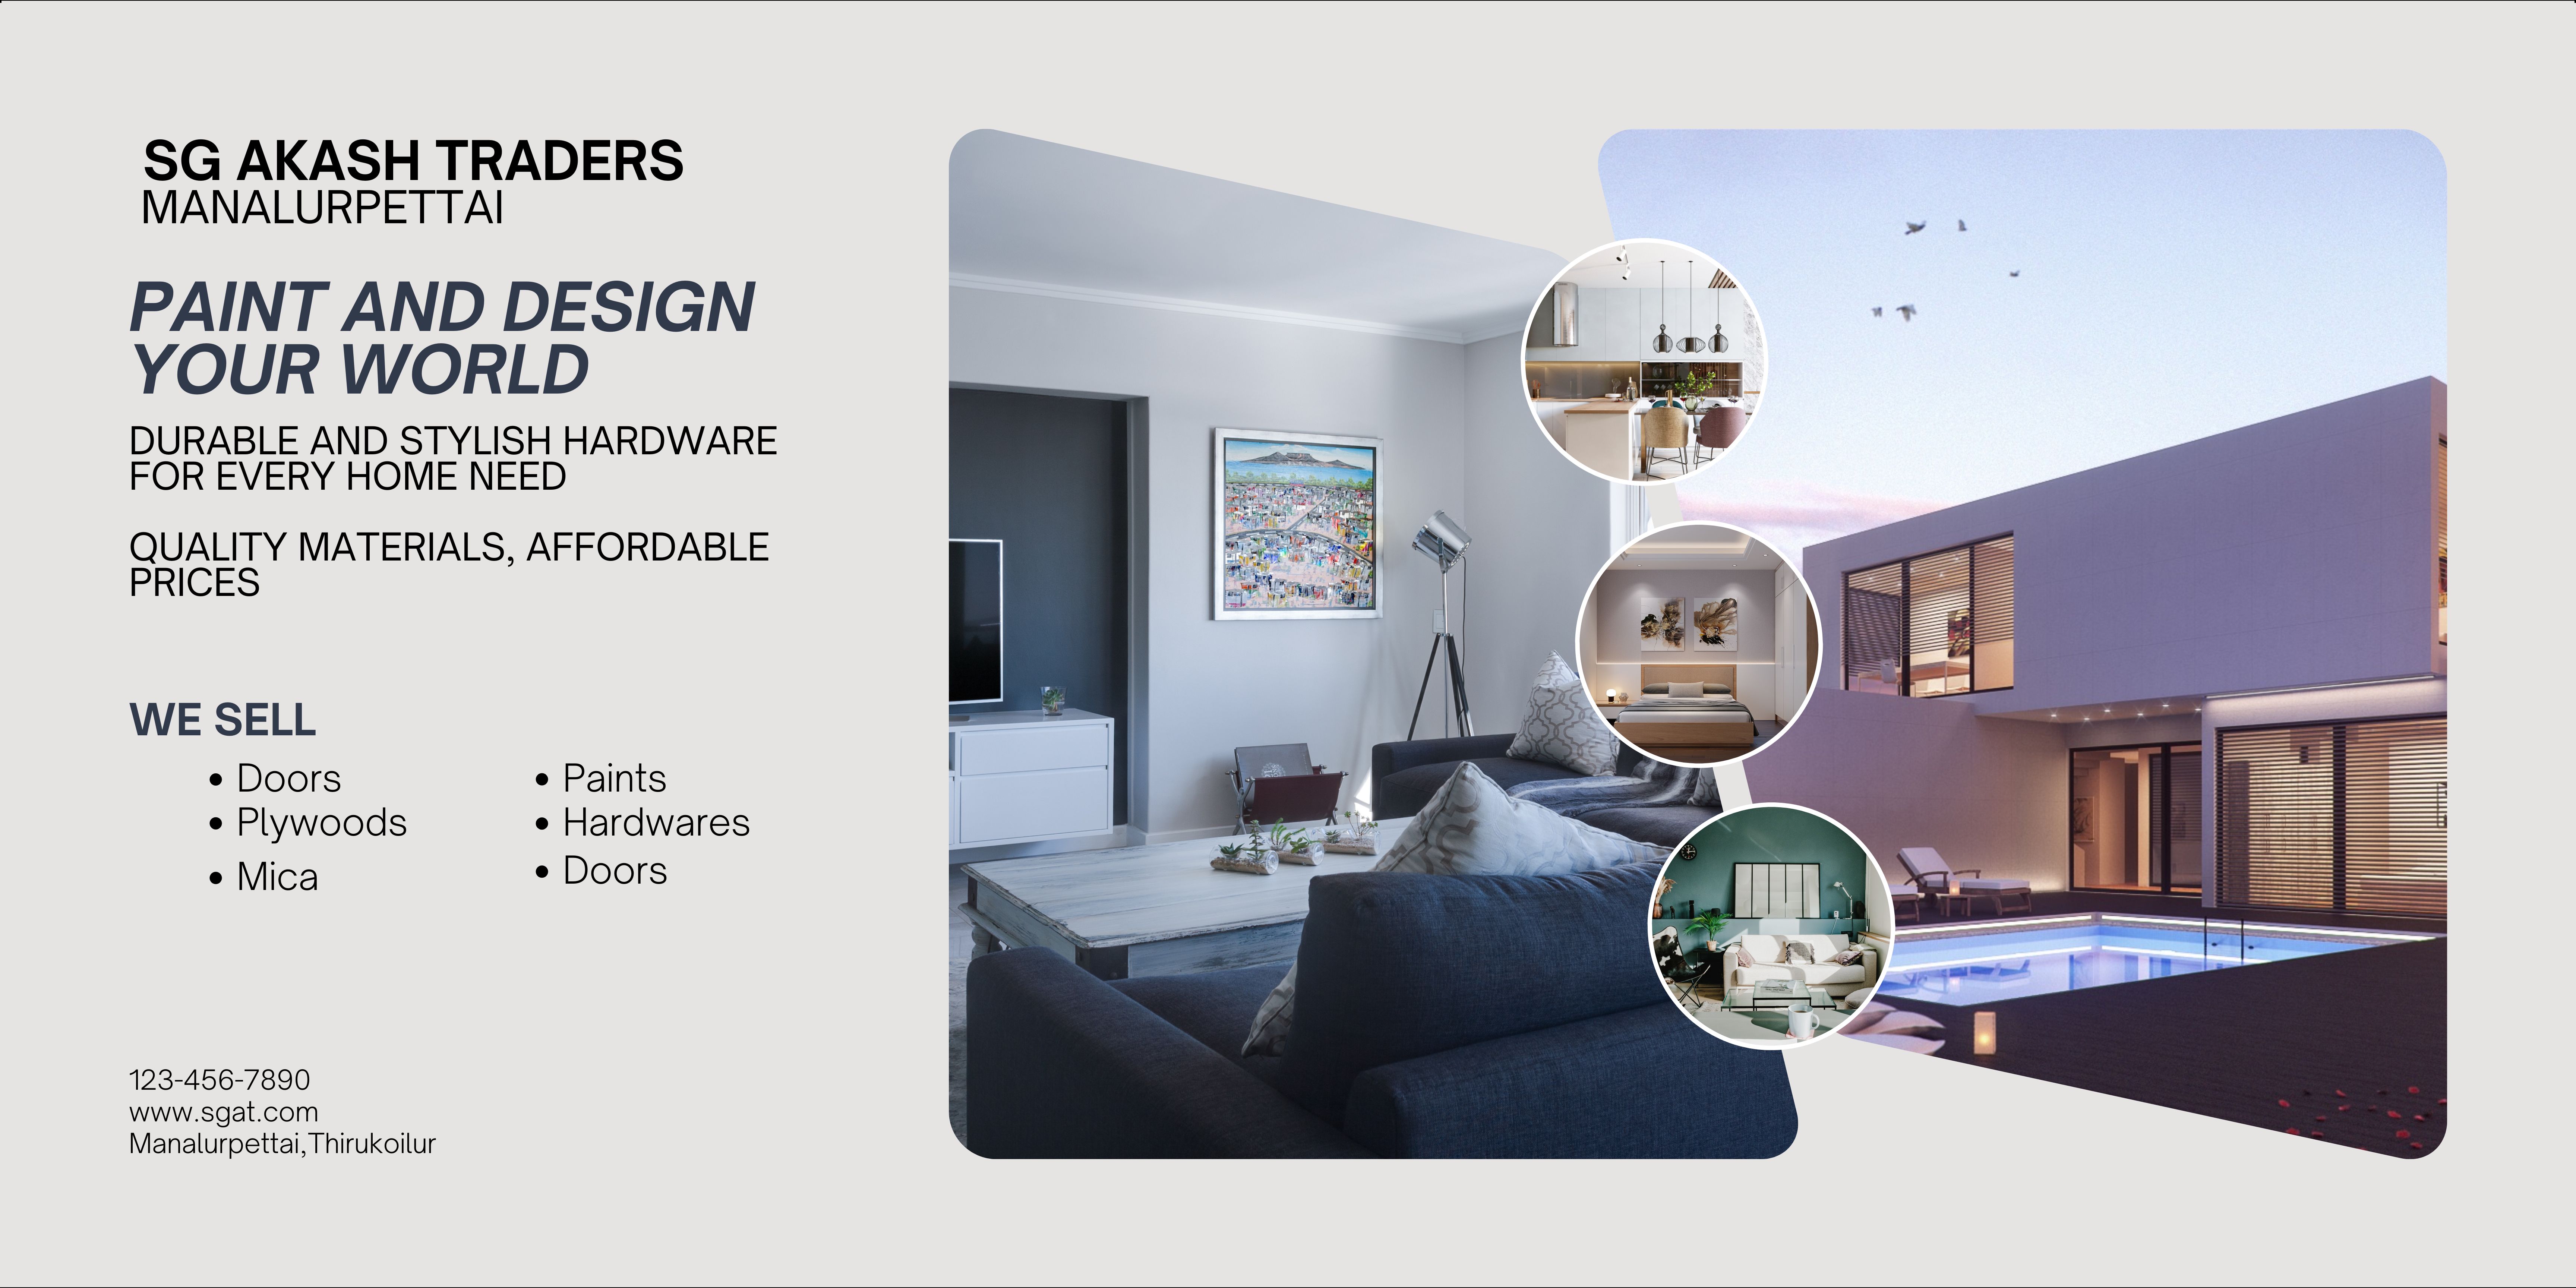 SG AKASH TRADERS
MANALURPETTAI
PAINT AND DESIGN
YOUR WORLD
DURABLE AND STYLISH HARDWARE
FOR EVERY HOME NEED
QUALITY MATERIALS, AFFORDABLE
PRICES
WE SELL
• Doors
• Plywoods
• Mica
• Paints
• Hardwares
• Doors
123-456-7890
www.sgat.com
Manalurpettai,Thirukoilur